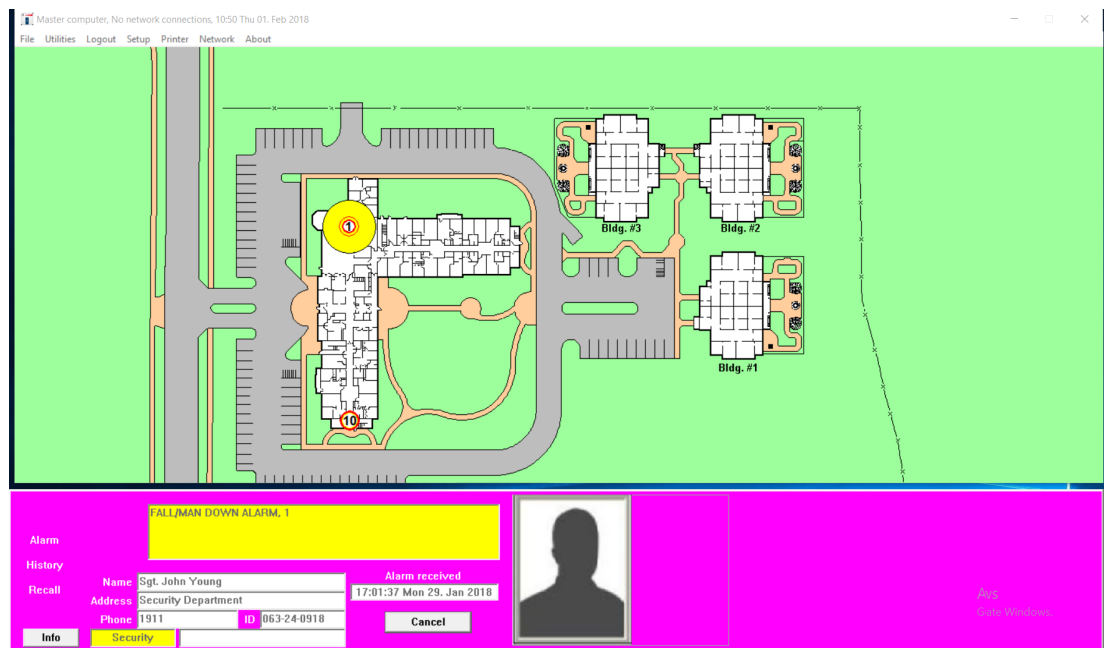 Master computer, No network connections, 10:50 Thu 01. Feb 2018
File Utilities Logout Setup Printer Network About
1
Bldg. #3
Bldg. #2
Bldg. #1
10
FALL/MAN DOWN ALARM, 1
Alarm
History
Recall
Name Sgt. John Young
Address Security Department
Phone 1911 ID 063-24-0918
Info Security
Alarm received
17:01:37 Mon 29. Jan 2018
Cancel
Avs
Gate Windows.